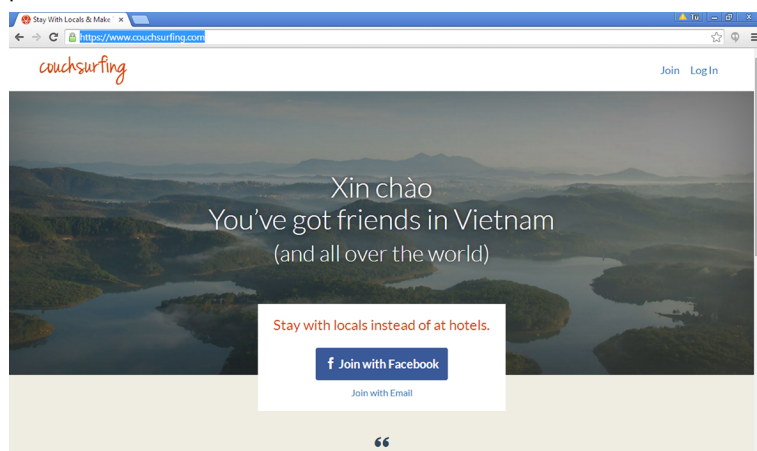 Stay With Locals & Make
Tu
https://www.couchsurfing.com
couchsurfing
Join Log In
Xin chào
You've got friends in Vietnam
(and all over the world)
Stay with locals instead of at hotels.
f Join with Facebook
Join with Email
“